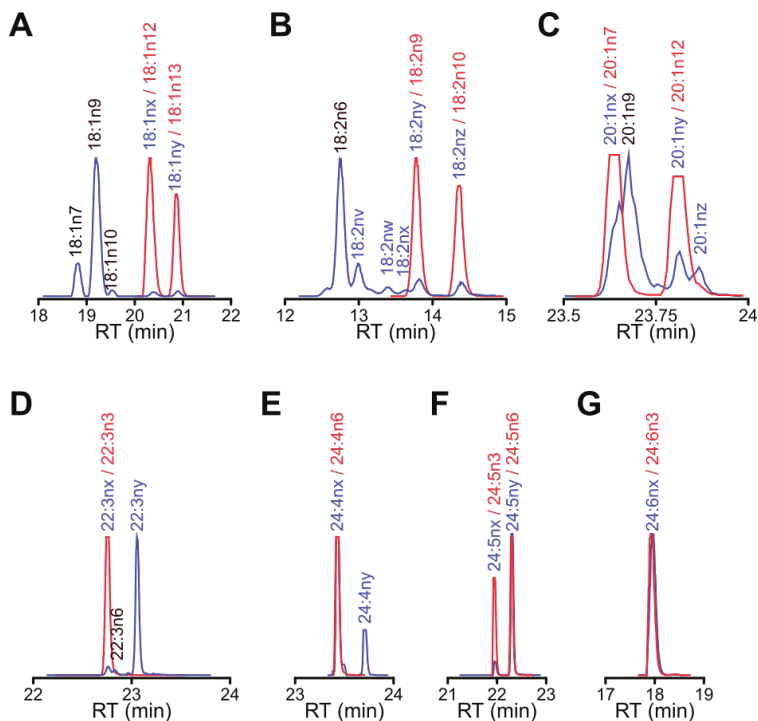 A
18:1n7
18:1n9
18:1n10
18:1nx / 18:1n12
18:1ny / 18:1n13
18 19 20 21 22
RT (min)
B
18:2n6
18:2nv
18:2nw
18:2nx
18:2ny / 18:2n9
18:2nz / 18:2n10
12 13 14 15
RT (min)
C
20:1nx / 20:1n7
20:1n9
20:1ny / 20:1n12
20:1nz
23.5 23.75 24
RT (min)
D
22:3nx / 22:3n3
22:3n6
22:3ny
22 23 24
RT (min)
E
24:4nx / 24:4n6
24:4ny
23 24
RT (min)
F
24:5nx / 24:5n3
24:5ny / 24:5n6
21 22 23
RT (min)
G
24:6nx / 24:6n3
17 18 19
RT (min)